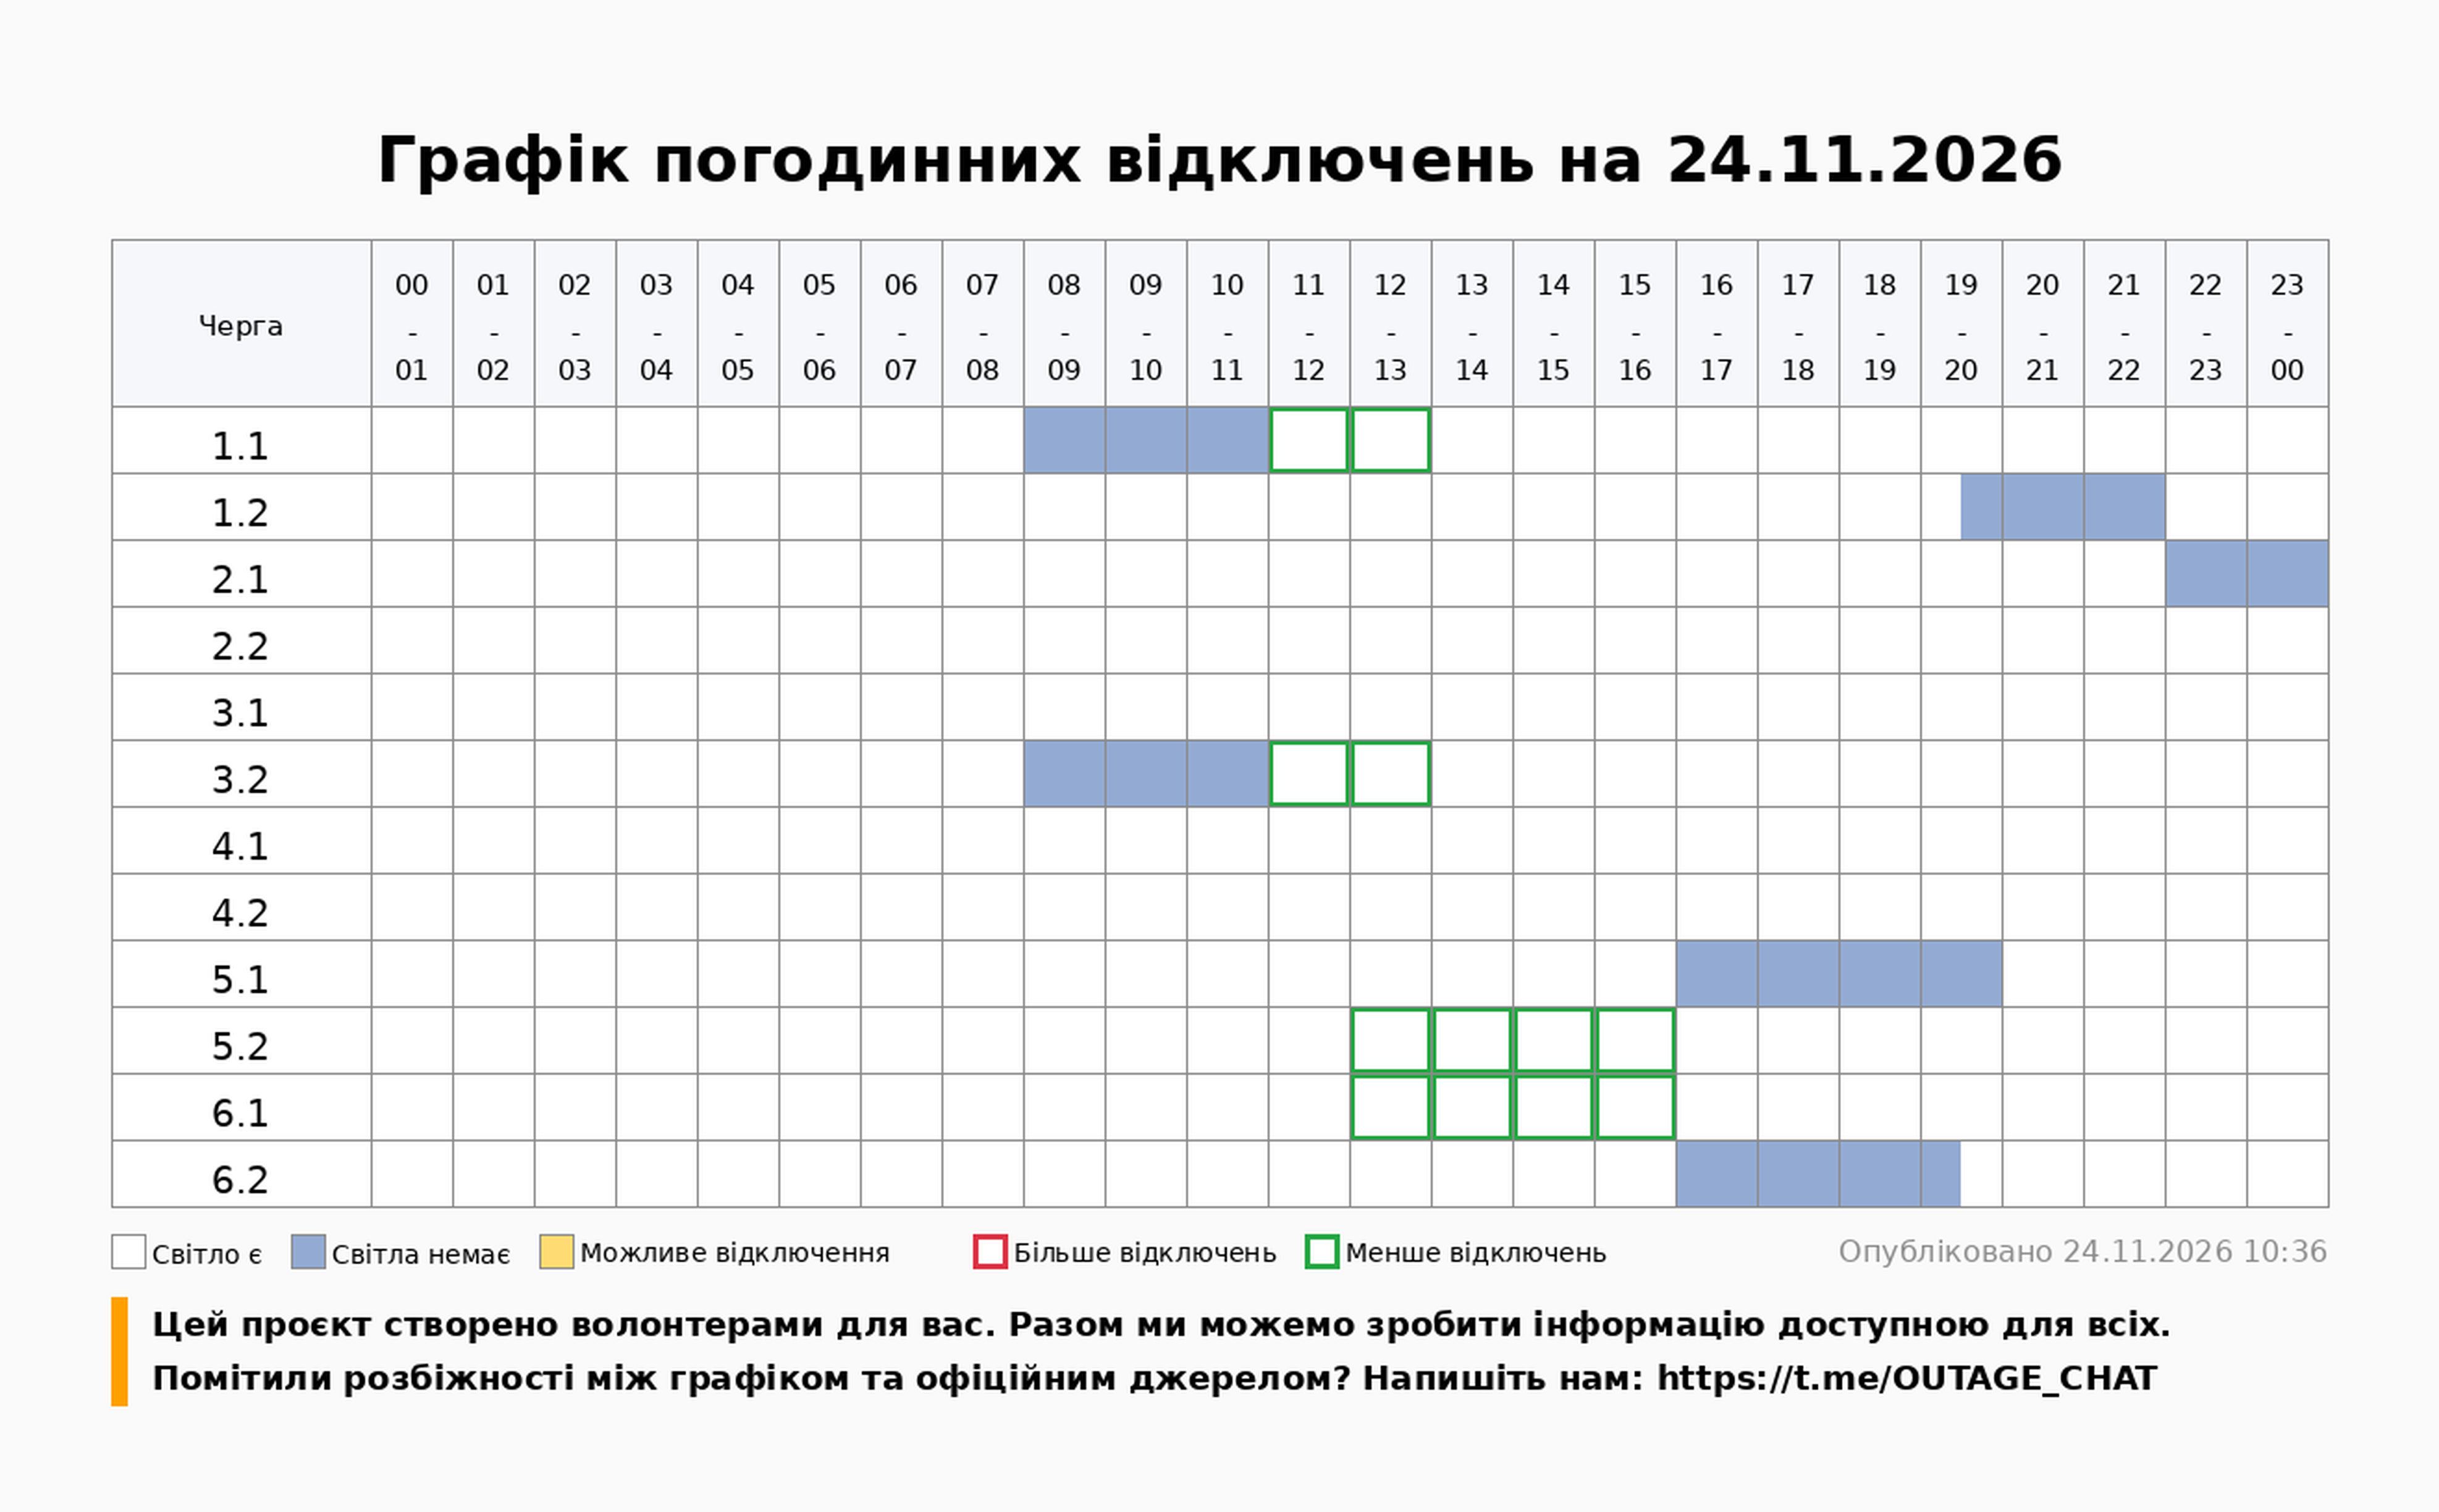 Графік погодинних відключень на 24.11.2026
Черга 00 - 01 01 - 02 02 - 03 03 - 04 04 - 05 05 - 06 06 - 07 07 - 08 08 - 09 09 - 10 10 - 11 11 - 12 12 - 13 13 - 14 14 - 15 15 - 16 16 - 17 17 - 18 18 - 19 19 - 20 20 - 21 21 - 22 22 - 23 23 - 00
1.1
1.2
2.1
2.2
3.1
3.2
4.1
4.2
5.1
5.2
6.1
6.2
Світло є Світла немає Можливе відключення Більше відключень Менше відключень Опубліковано 24.11.2026 10:36
Цей проєкт створено волонтерами для вас. Разом ми можемо зробити інформацію доступною для всіх.
Помітили розбіжності між графіком та офіційним джерелом? Напишіть нам: https://t.me/OUTAGE_CHAT